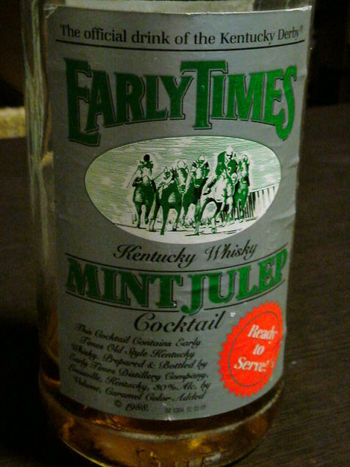 The official drink of the Kentucky Derby®
EARLY TIMES
Kentucky Whisky
MINT JULEP
Cocktail
Ready
to
Serve!
This Cocktail Contains Early
Times Old Style Kentucky
Whisky. Prepared & Bottled by
Early Times Distillery Company,
Louisville, Kentucky, 30% Alc. by
Volume, Caramel Color Added
© 1988